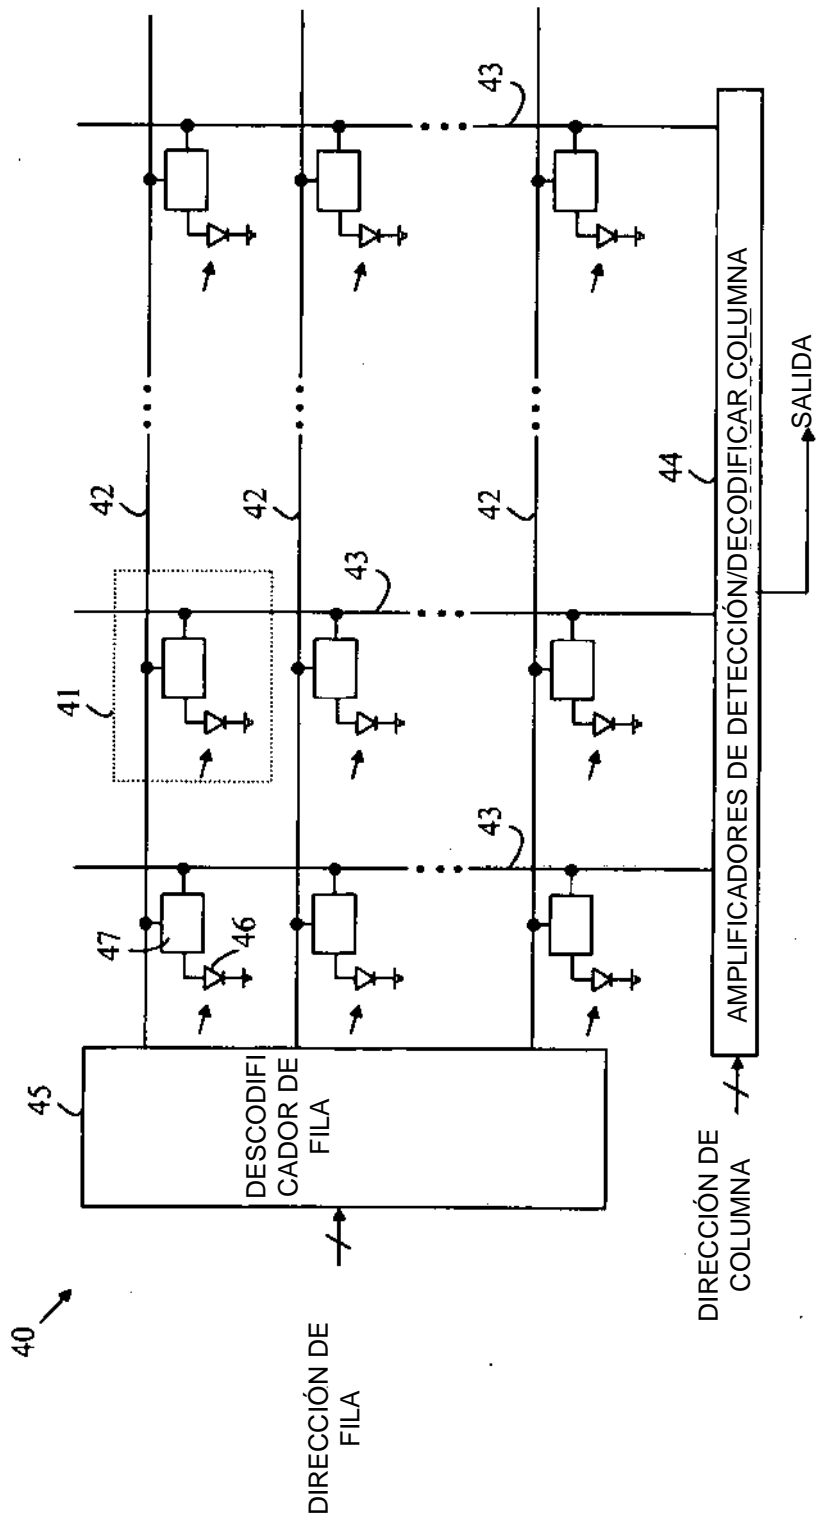 40
45
DESCODIFI
CADOR DE
FILA
DIRECCIÓN DE
FILA
47
46
41
42
42
42
43
43
43
44
DIRECCIÓN DE
COLUMNA
AMPLIFICADORES DE DETECCIÓN/DECODIFICAR COLUMNA
SALIDA